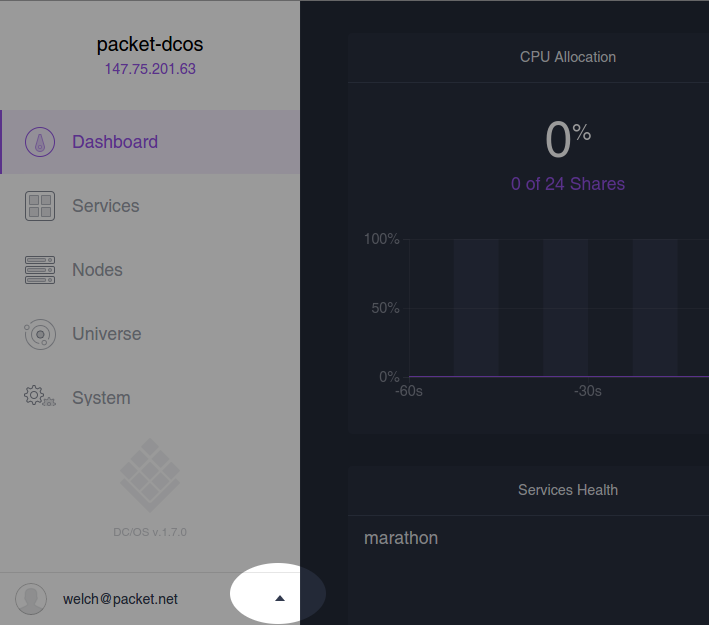 packet-dcos
147.75.201.63
Dashboard
Services
Nodes
Universe
System
DC/OS v.1.7.0
welch@packet.net
CPU Allocation
0%
0 of 24 Shares
100%
50%
0%
-60s
-30s
Services Health
marathon